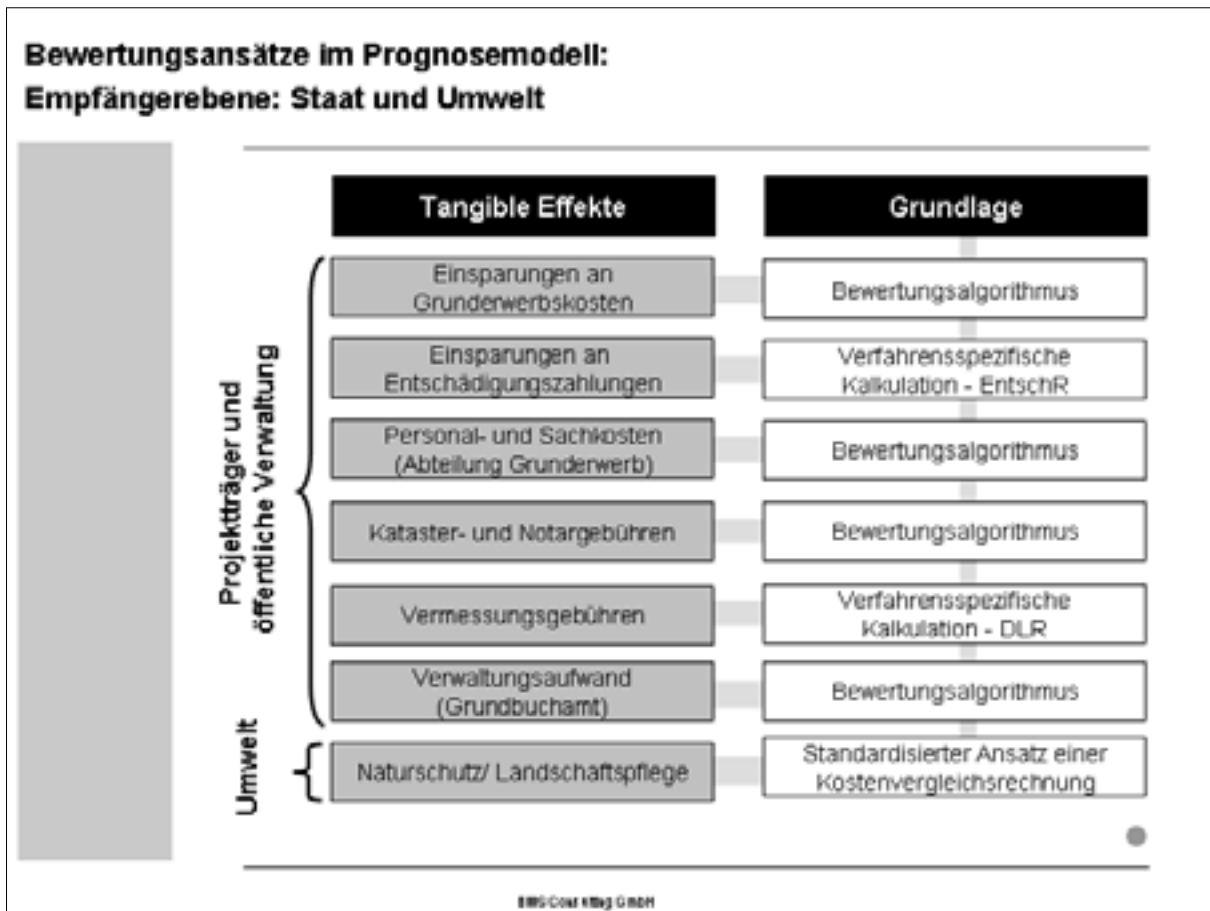 Bewertungsansätze im Prognosemodell:
Empfängerebene: Staat und Umwelt
Tangible Effekte
Grundlage
Projektträger und
öffentliche Verwaltung
Einsparungen an
Grunderwerbskosten
Bewertungsalgorithmus
Einsparungen an
Entschädigungszahlungen
Verfahrensspezifische
Kalkulation - EntschR
Personal- und Sachkosten
(Abteilung Grunderwerb)
Bewertungsalgorithmus
Kataster- und Notargebühren
Bewertungsalgorithmus
Vermessungsgebühren
Verfahrensspezifische
Kalkulation - DLR
Verwaltungsaufwand
(Grundbuchamt)
Bewertungsalgorithmus
Umwelt
Naturschutz/ Landschaftspflege
Standardisierter Ansatz einer
Kostenvergleichsrechnung
Consulting GmbH